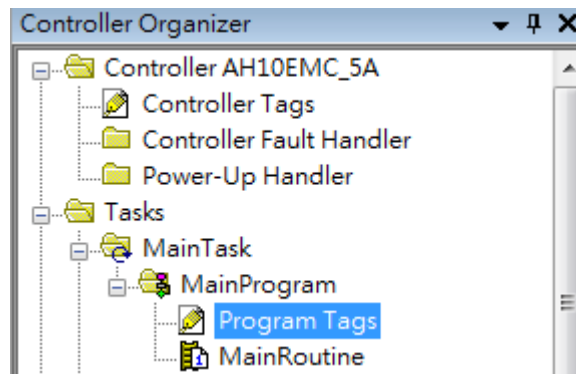 Controller Organizer
Controller AH10EMC_5A
Controller Tags
Controller Fault Handler
Power-Up Handler
Tasks
MainTask
MainProgram
Program Tags
MainRoutine